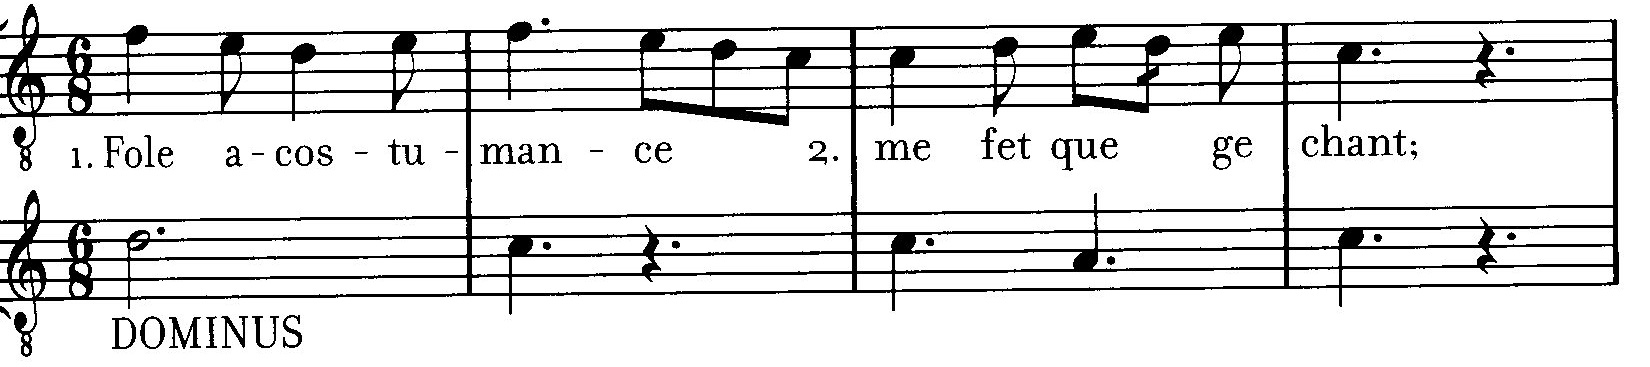 1. Fole a - cos - tu - man - ce 2. me fet que ge chant;
DOMINUS